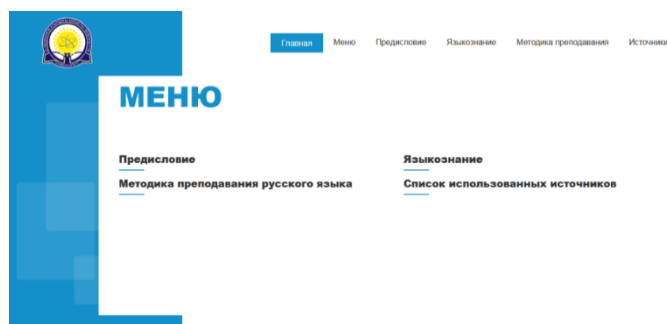 Главная Меню Предисловие Языкознание Методика преподавания Источники
МЕНЮ
Предисловие
Языкознание
Методика преподавания русского языка
Список использованных источников